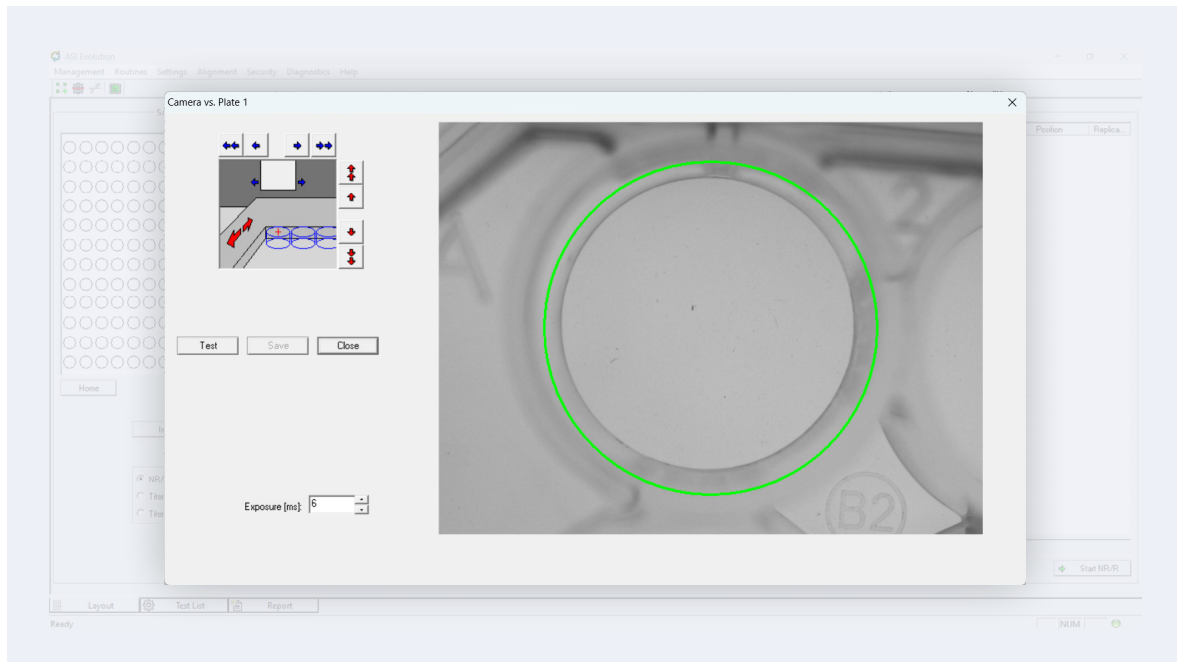 ASI Evolution
Management Routines Settings Alignment Security Diagnostics Help
Camera vs. Plate 1
Position Replica...
A
2
Test Save Close
Home
Exposure [ms]: 6
B2
Start NR/R
Layout Test List Report
Ready
NUM